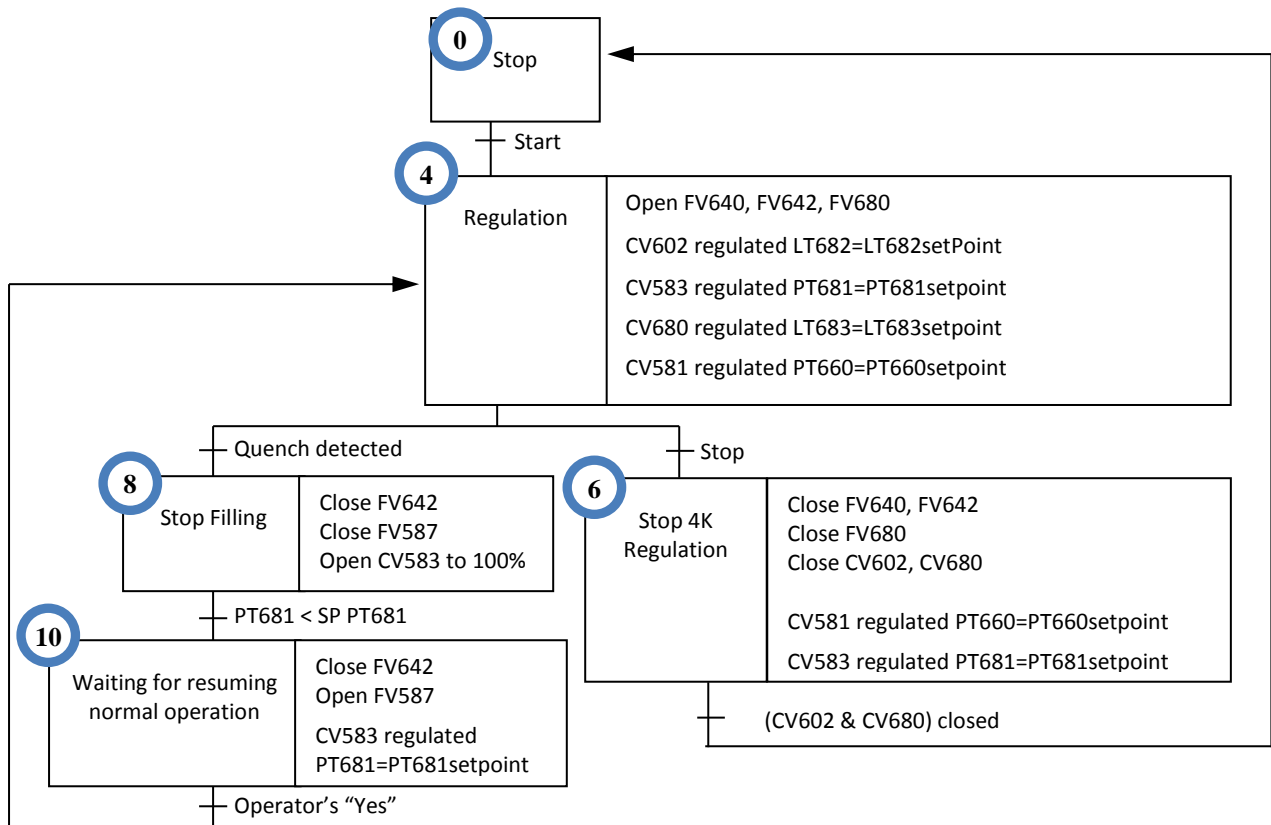 0
Stop
Start
4
Regulation
Open FV640, FV642, FV680
CV602 regulated LT682=LT682setPoint
CV583 regulated PT681=PT681setpoint
CV680 regulated LT683=LT683setpoint
CV581 regulated PT660=PT660setpoint
Quench detected
Stop
8
Stop Filling
Close FV642
Close FV587
Open CV583 to 100%
6
Stop 4K
Regulation
Close FV640, FV642
Close FV680
Close CV602, CV680
CV581 regulated PT660=PT660setpoint
CV583 regulated PT681=PT681setpoint
PT681 < SP PT681
10
Waiting for resuming
normal operation
Close FV642
Open FV587
CV583 regulated
PT681=PT681setpoint
(CV602 & CV680) closed
Operator’s “Yes”